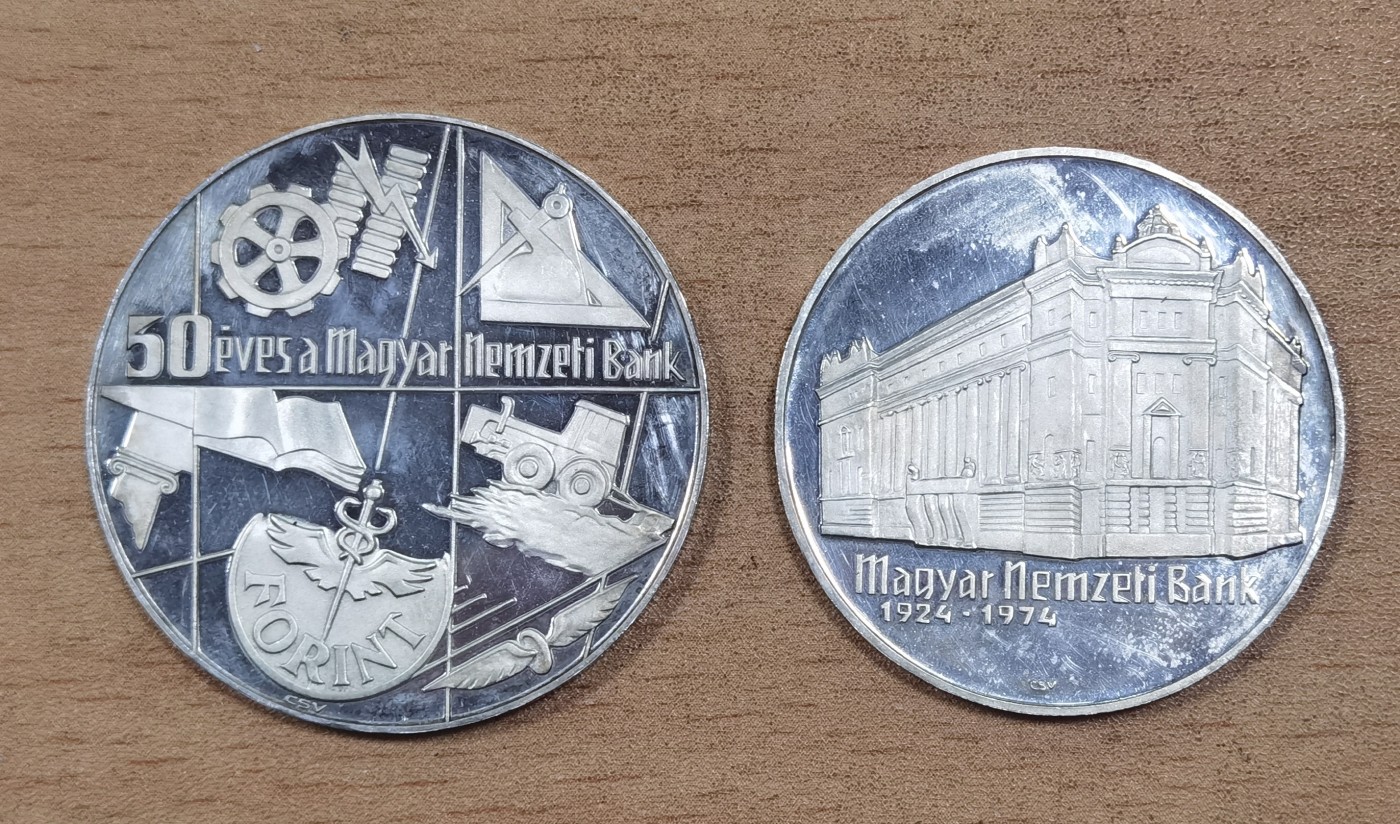 50 éves a Magyar Nemzeti Bank
FORINT
CSV
Magyar Nemzeti Bank
1924 · 1974
CSV